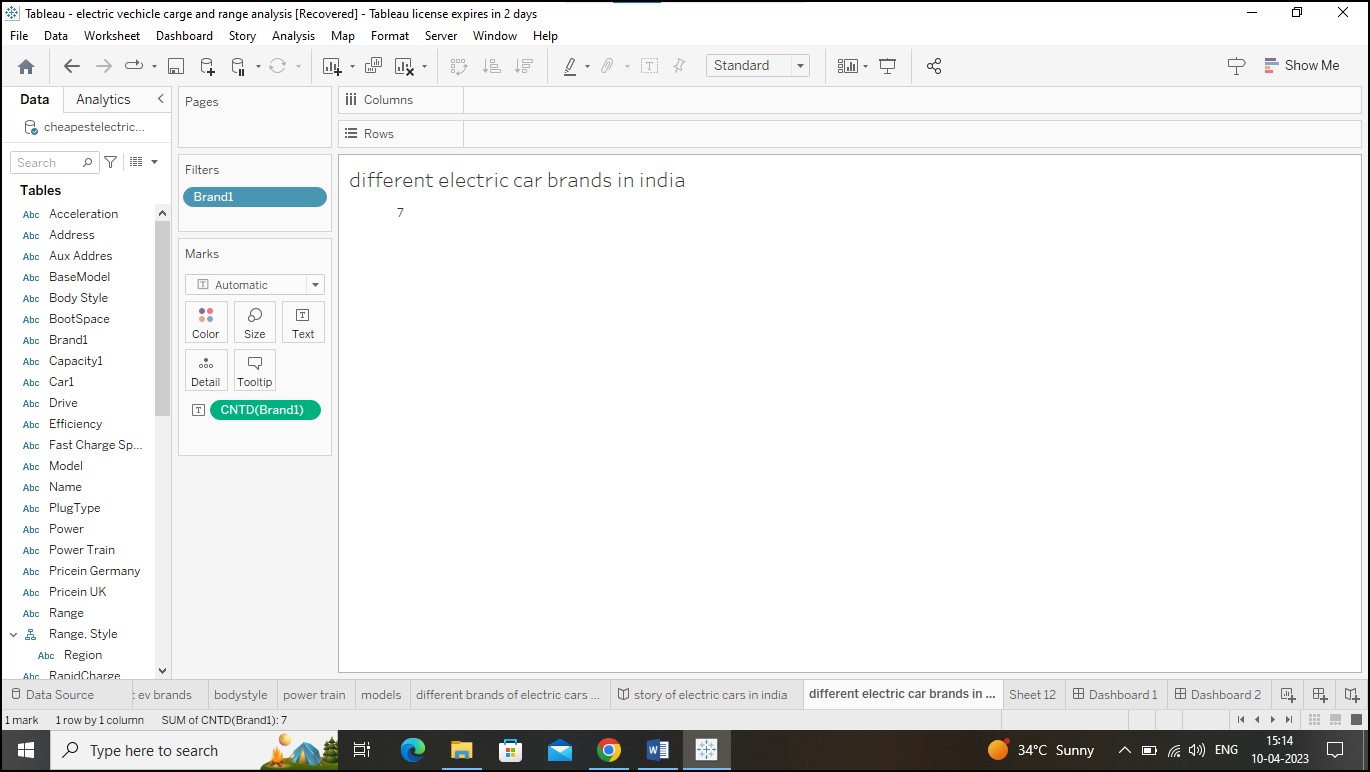 Tableau - electric vechicle carge and range analysis [Recovered] - Tableau license expires in 2 days
File Data Worksheet Dashboard Story Analysis Map Format Server Window Help
Standard
Show Me
Data Analytics
cheapestelectric...
Search
Tables
Abc Acceleration
Abc Address
Abc Aux Addres
Abc BaseModel
Abc Body Style
Abc BootSpace
Abc Brand1
Abc Capacity1
Abc Car1
Abc Drive
Abc Efficiency
Abc Fast Charge Sp...
Abc Model
Abc Name
Abc PlugType
Abc Power
Abc Power Train
Abc Pricein Germany
Abc Pricein UK
Abc Range
Range, Style
Abc Region
Abc RapidCharge
Pages
Filters
Brand1
Marks
T Automatic
Color Size Text
Detail Tooltip
T CNTD(Brand1)
Columns
Rows
different electric car brands in india
7
Data Source
ev brands
bodystyle
power train
models
different brands of electric cars ...
story of electric cars in india
different electric car brands in ...
Sheet 12
Dashboard 1
Dashboard 2
1 mark 1 row by 1 column SUM of CNTD(Brand1): 7
Type here to search
34°C Sunny
ENG
15:14
10-04-2023